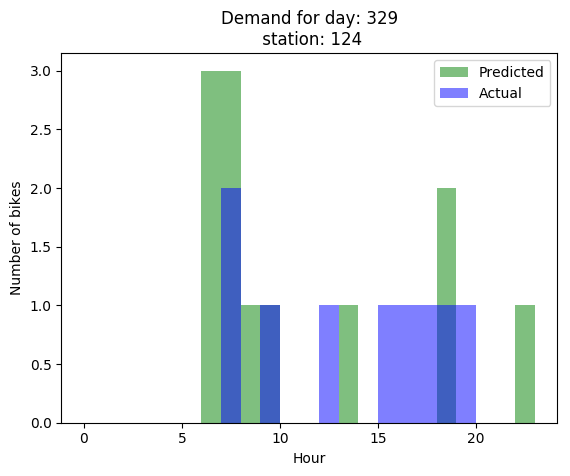 Demand for day: 329
station: 124
Predicted
Actual
3.0
2.5
2.0
1.5
1.0
0.5
0.0
Number of bikes
0 5 10 15 20
Hour